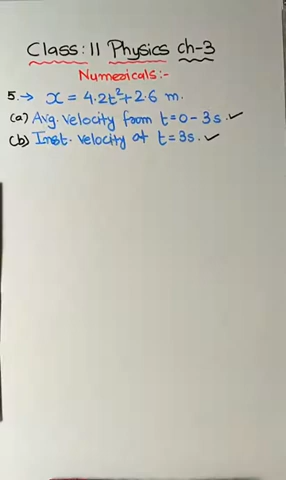 Class: 11 Physics ch-3
Numericals:-
5.→ x = 4.2t²+2.6 m.
(a) Avg. velocity from t=0-3s. ✓
(b) Inst. velocity at t=3s. ✓